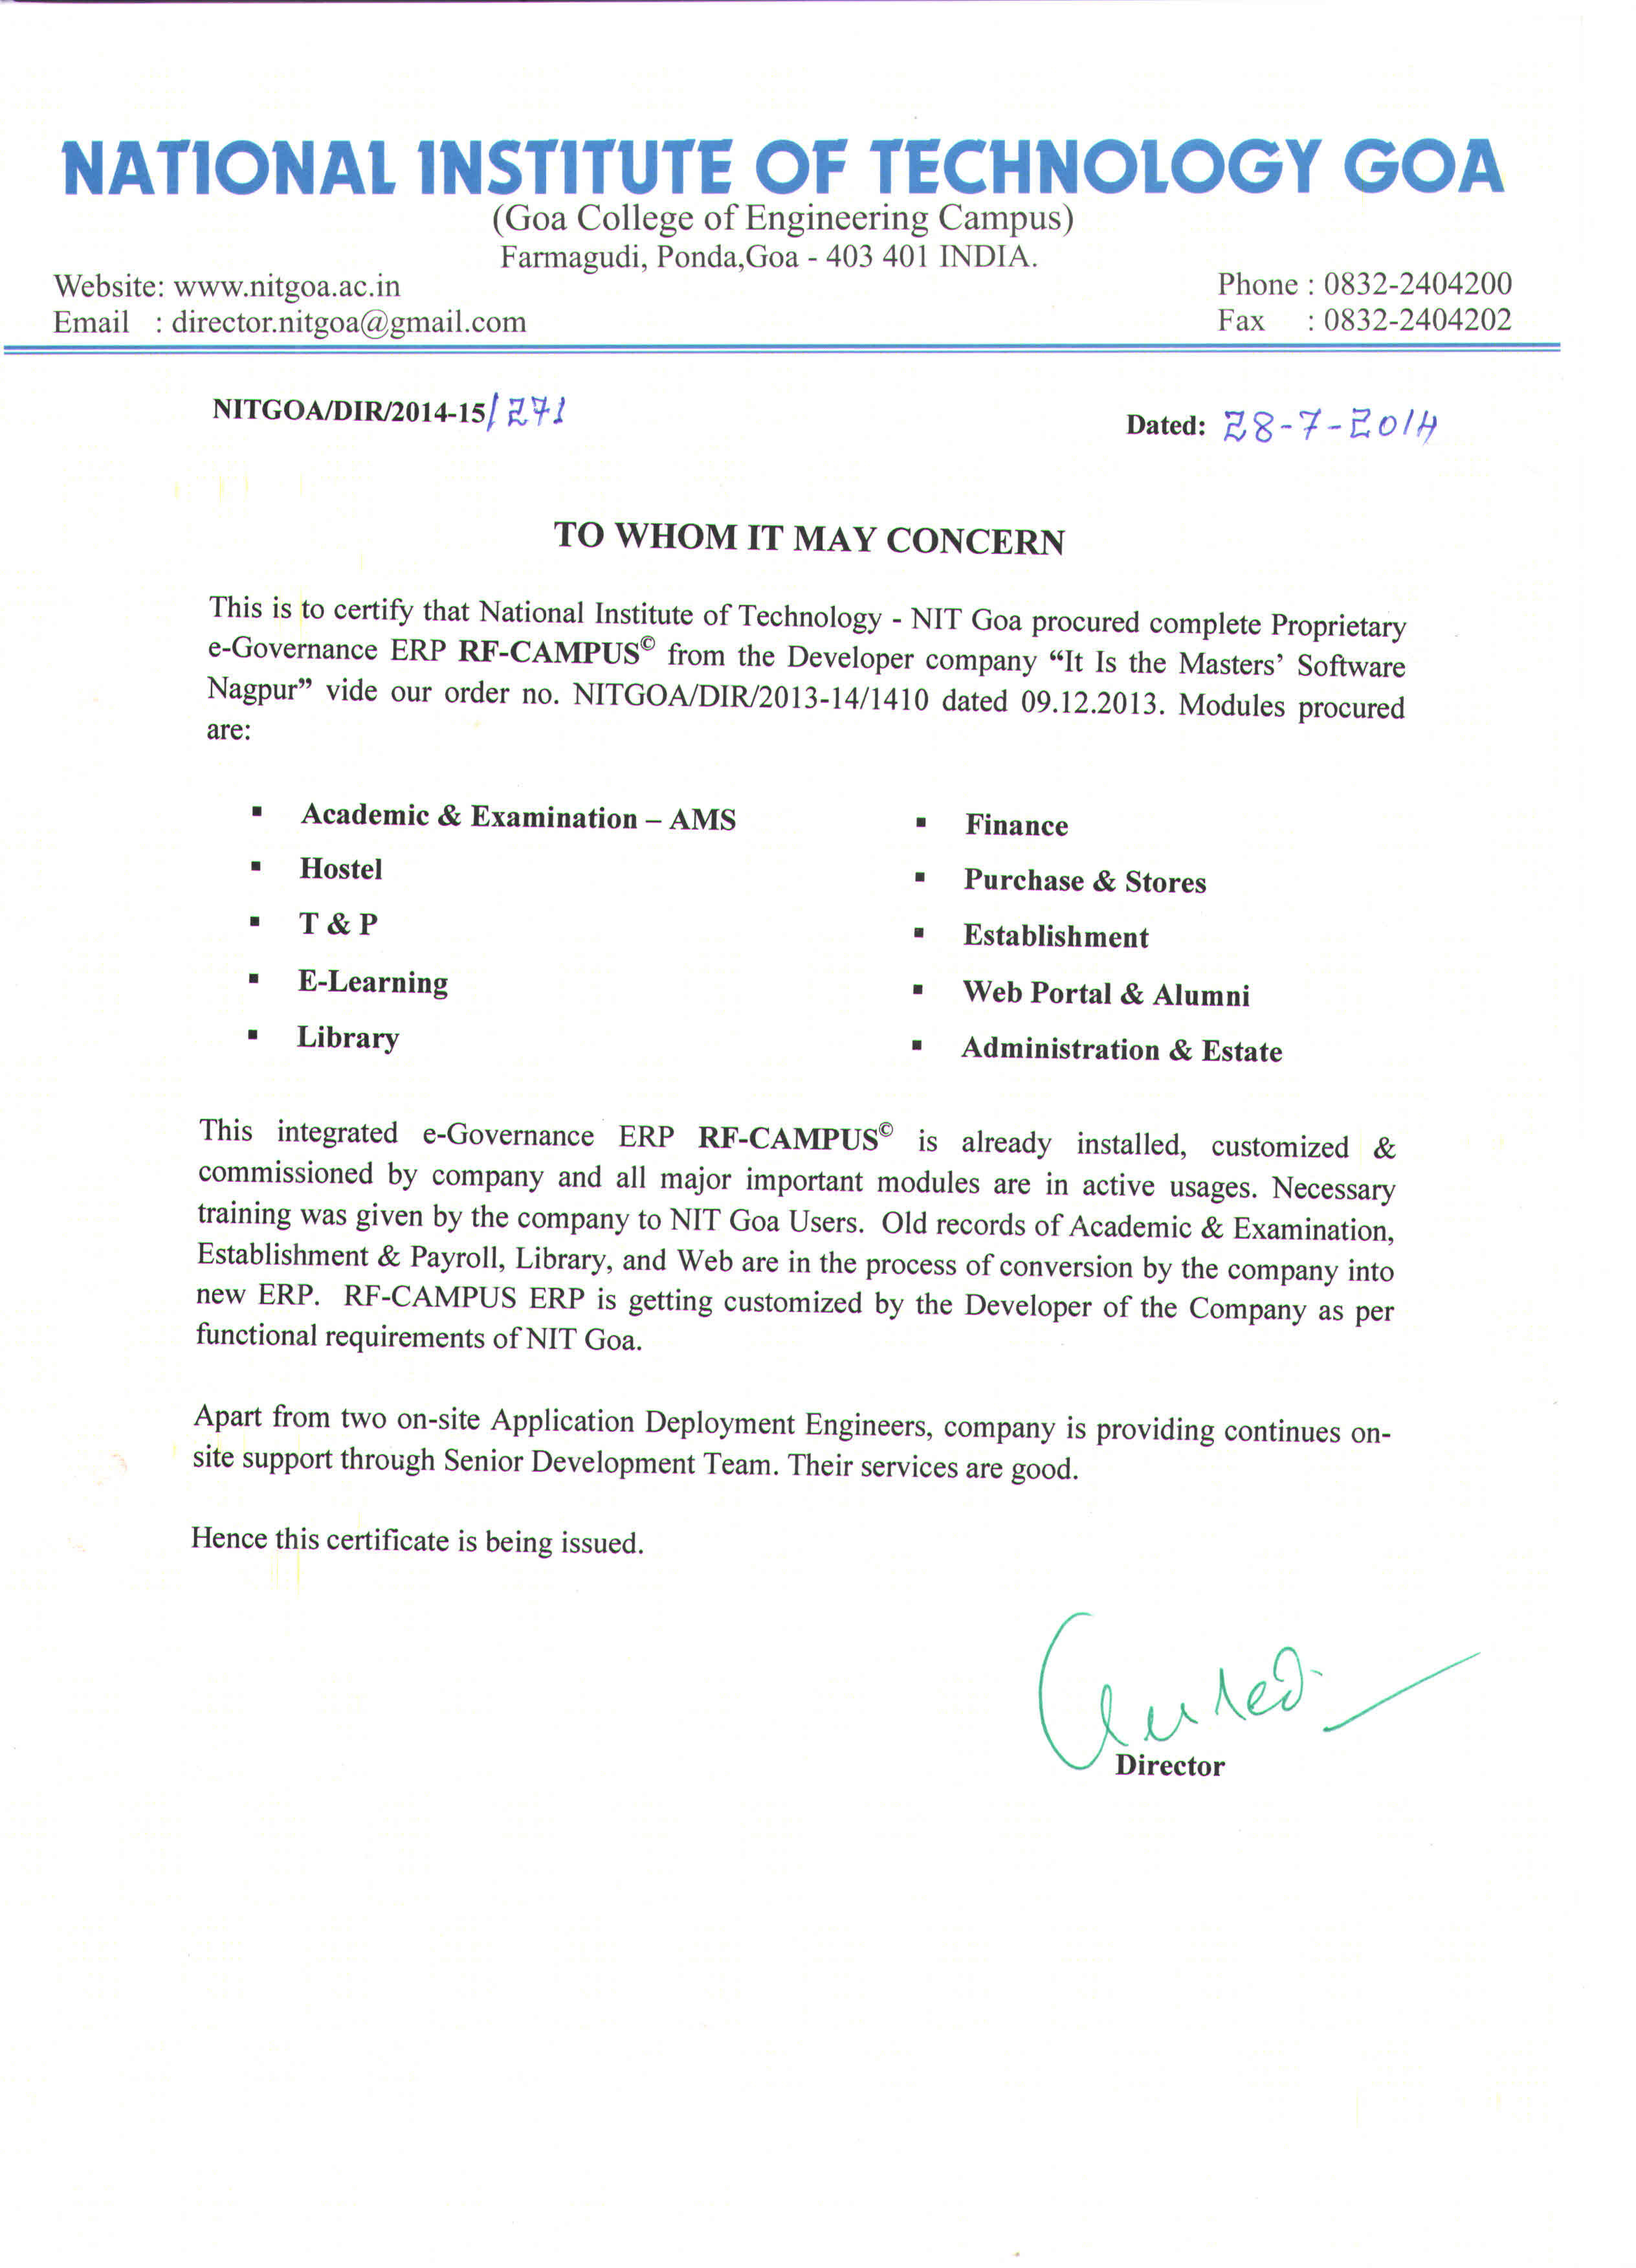 NATIONAL INSTITUTE OF TECHNOLOGY GOA
(Goa College of Engineering Campus)
Farmagudi, Ponda,Goa - 403 401 INDIA.
Website: www.nitgoa.ac.in
Email : director.nitgoa@gmail.com
Phone : 0832-2404200
Fax : 0832-2404202
NITGOA/DIR/2014-15/271
Dated: 28-7-2014
TO WHOM IT MAY CONCERN
This is to certify that National Institute of Technology - NIT Goa procured complete Proprietary
e-Governance ERP RF-CAMPUS© from the Developer company “It Is the Masters’ Software
Nagpur” vide our order no. NITGOA/DIR/2013-14/1410 dated 09.12.2013. Modules procured
are:
▪ Academic & Examination – AMS
▪ Hostel
▪ T & P
▪ E-Learning
▪ Library
▪ Finance
▪ Purchase & Stores
▪ Establishment
▪ Web Portal & Alumni
▪ Administration & Estate
This integrated e-Governance ERP RF-CAMPUS© is already installed, customized &
commissioned by company and all major important modules are in active usages. Necessary
training was given by the company to NIT Goa Users. Old records of Academic & Examination,
Establishment & Payroll, Library, and Web are in the process of conversion by the company into
new ERP. RF-CAMPUS ERP is getting customized by the Developer of the Company as per
functional requirements of NIT Goa.
Apart from two on-site Application Deployment Engineers, company is providing continues on-
site support through Senior Development Team. Their services are good.
Hence this certificate is being issued.
Director